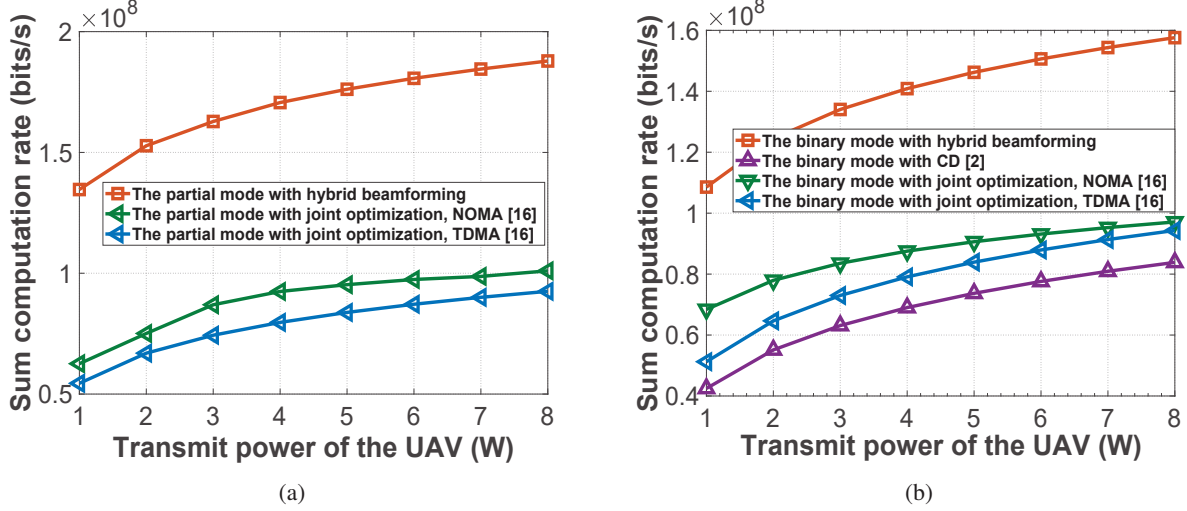 ×10⁸
2
1.5
1
0.5
Sum computation rate (bits/s)
The partial mode with hybrid beamforming
The partial mode with joint optimization, NOMA [16]
The partial mode with joint optimization, TDMA [16]
1 2 3 4 5 6 7 8
Transmit power of the UAV (W)
(a)
×10⁸
1.6
1.4
1.2
1
0.8
0.6
0.4
Sum computation rate (bits/s)
The binary mode with hybrid beamforming
The binary mode with CD [2]
The binary mode with joint optimization, NOMA [16]
The binary mode with joint optimization, TDMA [16]
1 2 3 4 5 6 7 8
Transmit power of the UAV (W)
(b)